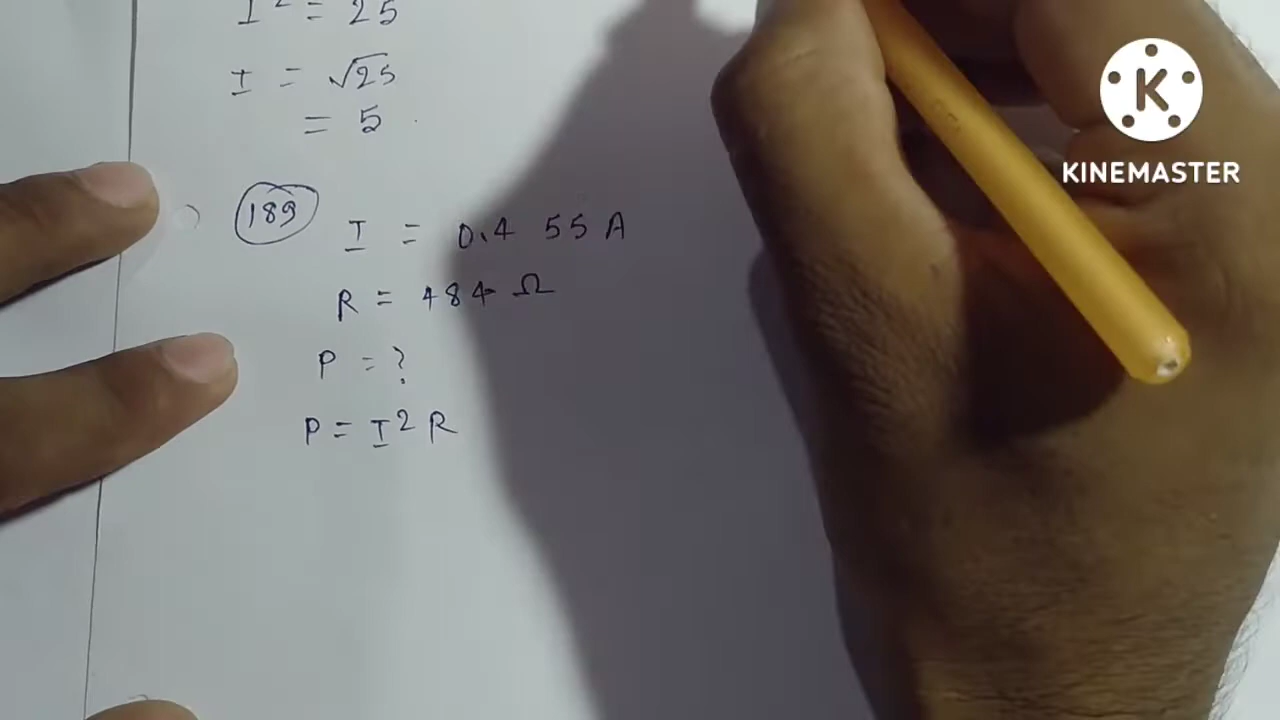 I² = 25
I = √25
= 5
189 I = 0.4 55 A
R = 484 Ω
P = ?
P = I² R
K
KINEMASTER